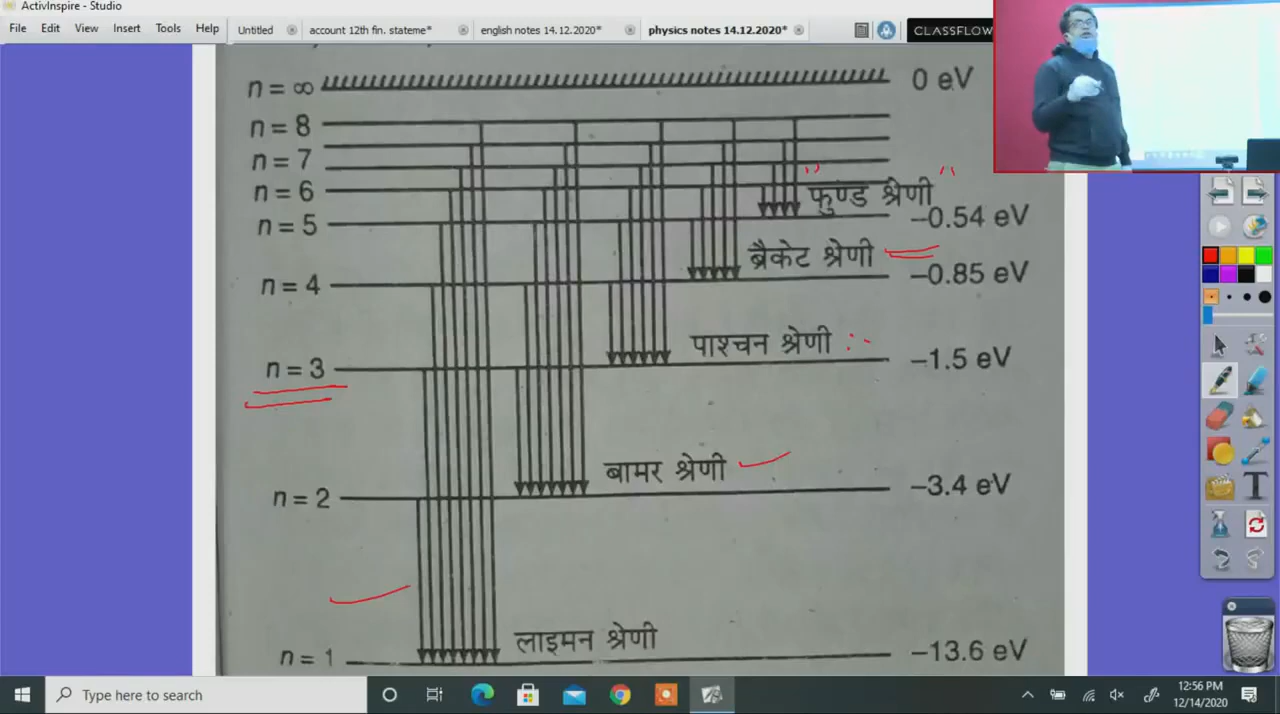 ActivInspire - Studio
File Edit View Insert Tools Help Untitled account 12th fin. stateme* english notes 14.12.2020* physics notes 14.12.2020* CLASSFLOW
n = ∞ 0 eV
n = 8
n = 7
n = 6
फुण्ड श्रेणी
n = 5 −0.54 eV
ब्रैकेट श्रेणी
n = 4 −0.85 eV
पाश्चन श्रेणी
n = 3 −1.5 eV
बामर श्रेणी
n = 2 −3.4 eV
लाइमन श्रेणी
n = 1 −13.6 eV
Type here to search
12:56 PM
12/14/2020